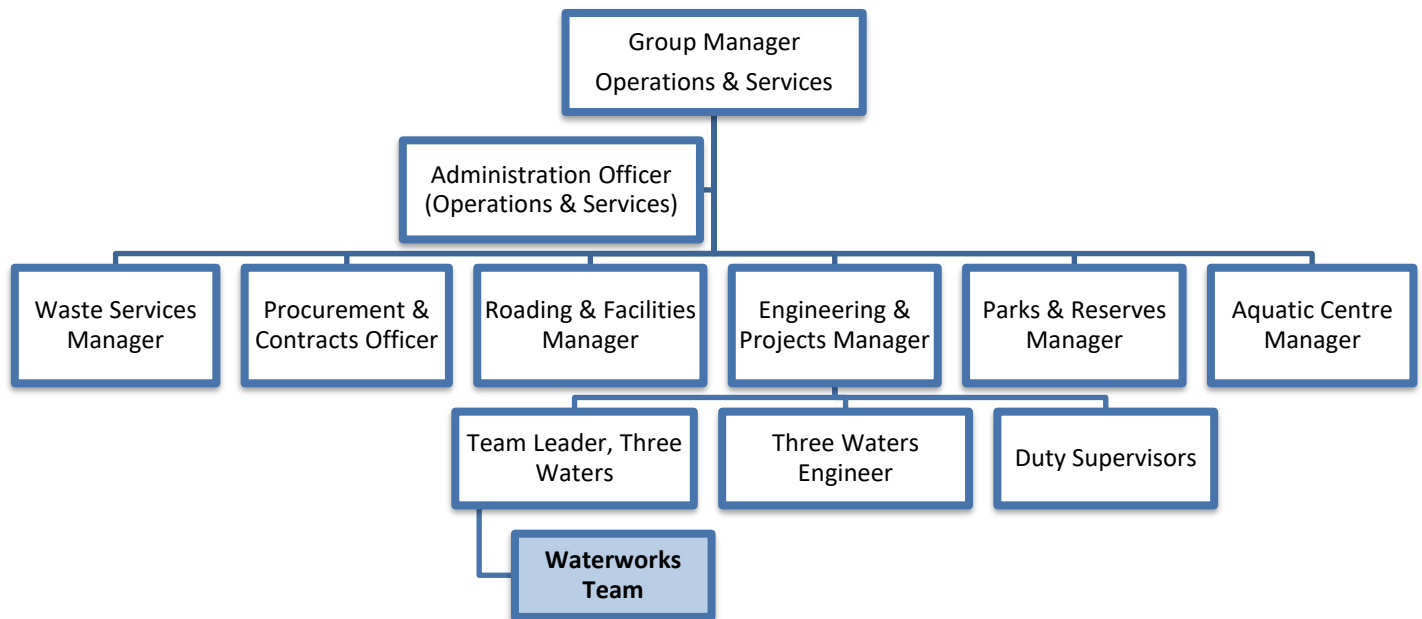 Group Manager
Operations & Services
Administration Officer
(Operations & Services)
Waste Services
Manager
Procurement &
Contracts Officer
Roading & Facilities
Manager
Engineering &
Projects Manager
Parks & Reserves
Manager
Aquatic Centre
Manager
Team Leader, Three
Waters
Three Waters
Engineer
Duty Supervisors
Waterworks
Team